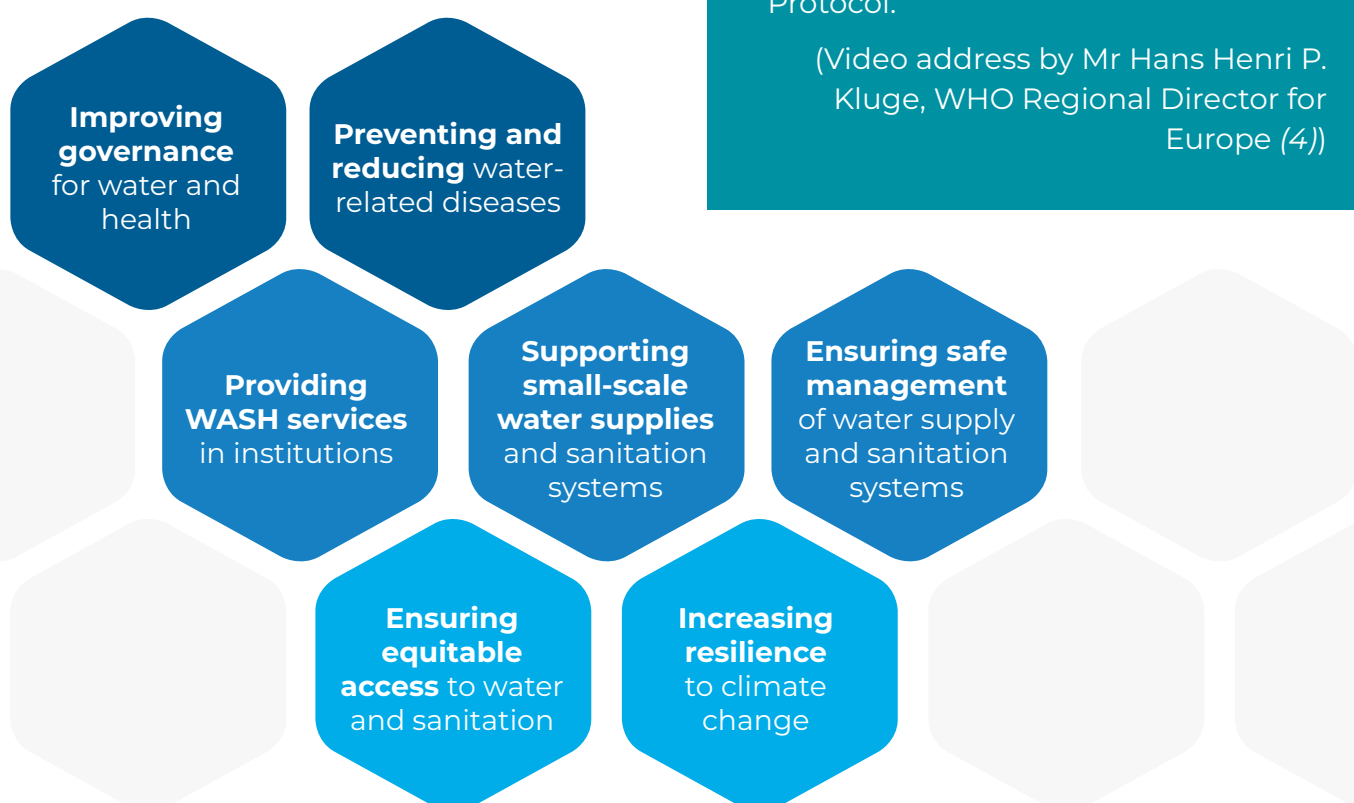 Protocol.
(Video address by Mr Hans Henri P.
Kluge, WHO Regional Director for
Europe (4))
Improving
governance
for water and
health
Preventing and
reducing water-
related diseases
Providing
WASH services
in institutions
Supporting
small-scale
water supplies
and sanitation
systems
Ensuring safe
management
of water supply
and sanitation
systems
Ensuring
equitable
access to water
and sanitation
Increasing
resilience
to climate
change